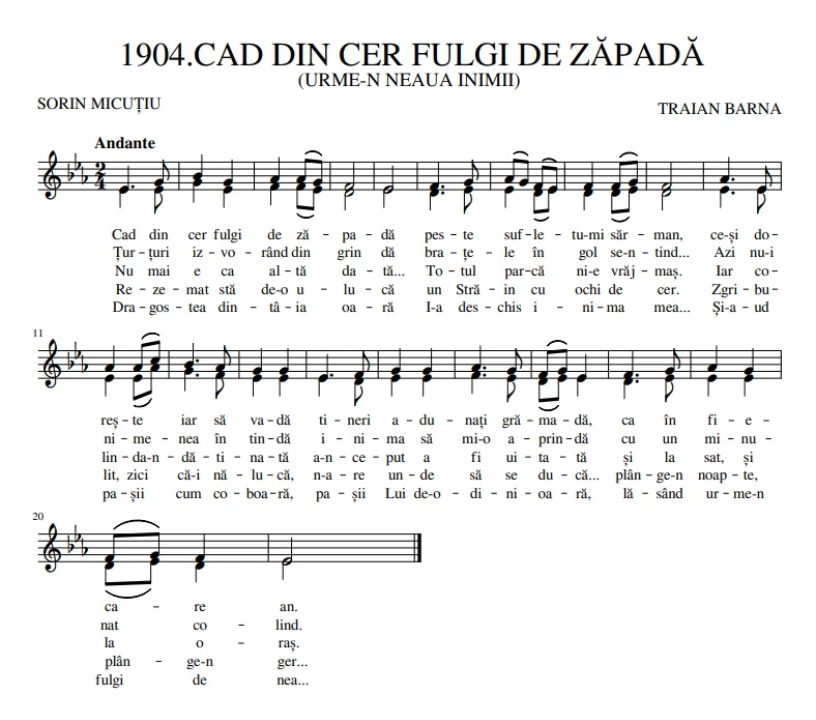 1904.CAD DIN CER FULGI DE ZĂPADĂ
(URME-N NEAUA INIMII)
SORIN MICUȚIU
TRAIAN BARNA
Andante
2
4
Cad din cer fulgi de ză - pa - dă pes - te suf - le - tu-mi săr - man, ce-și do -
Țur - țuri iz - vo - rând din grin dă bra - țe - le în gol se-n - tind... Azi nu-i
Nu mai e ca al - tă da - tă... To - tul par-că ni-e vrăj - maș. Iar co -
Re - ze - mat stă de-o u - lu - că un Stră - in cu ochi de cer. Zgri - bu -
Dra - gos - tea din - tâ - ia oa - ră I-a des - chis i - ni - ma mea... Și-a - ud
11
reș - te iar să va - dă ti - neri a - du - nați gră - ma - dă, ca în fi - e -
ni - me - nea în tin - dă i - ni - ma să mi-o a - prin - dă cu un mi - nu -
lin - da-n - dă - ti - na - tă a-n - ce - put a fi ui - ta - tă și la sat, și
lit, zici că-i nă - lu - că, n-a - re un - de să se du - că... plân - ge-n noap - te,
pa - șii cum co - boa - ră, pa - șii Lui de-o - di - ni - oa - ră, lă - sând ur - me-n
20
ca - re an.
nat co - lind.
la o - raș.
plân - ge-n ger...
fulgi de nea...